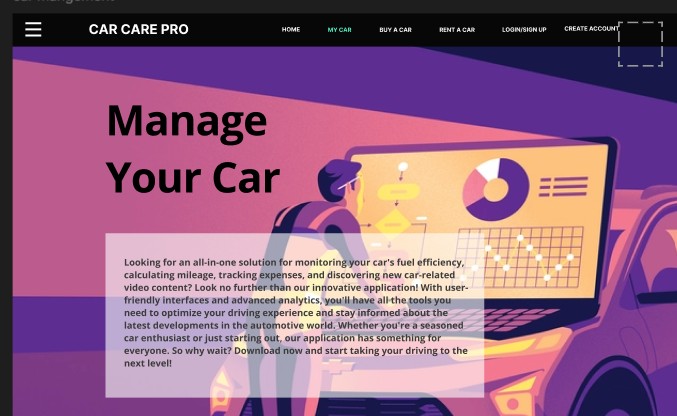 CAR CARE PRO
HOME
MY CAR
BUY A CAR
RENT A CAR
LOGIN/SIGN UP
CREATE ACCOUNT
Manage
Your Car
Looking for an all-in-one solution for monitoring your car's fuel efficiency,
calculating mileage, tracking expenses, and discovering new car-related
video content? Look no further than our innovative application! With user-
friendly interfaces and advanced analytics, you'll have all the tools you
need to optimize your driving experience and stay informed about the
latest developments in the automotive world. Whether you're a seasoned
car enthusiast or just starting out, our application has something for
everyone. So why wait? Download now and start taking your driving to the
next level!